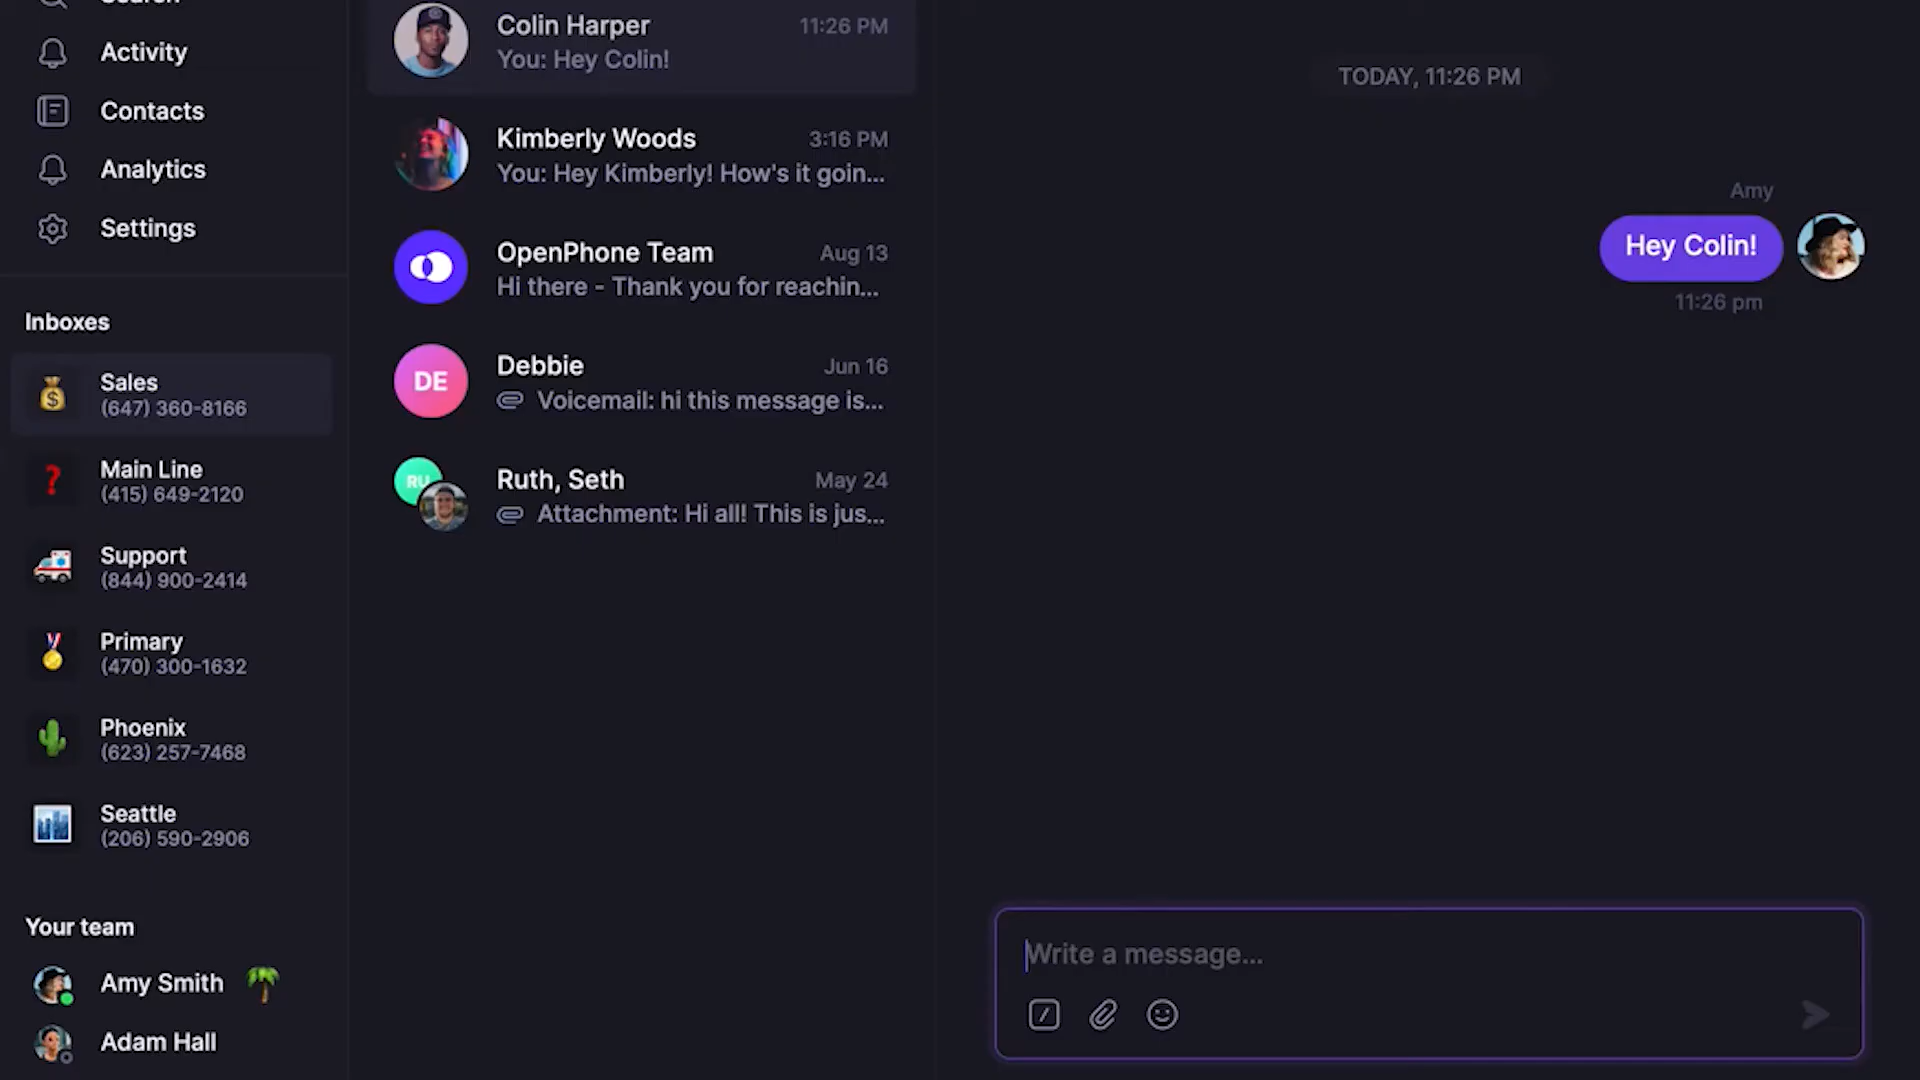 Search
Activity
Contacts
Analytics
Settings
Inboxes
Sales
(647) 360-8166
Main Line
(415) 649-2120
Support
(844) 900-2414
Primary
(470) 300-1632
Phoenix
(623) 257-7468
Seattle
(206) 590-2906
Your team
Amy Smith
Adam Hall
Colin Harper 11:26 PM
You: Hey Colin!
Kimberly Woods 3:16 PM
You: Hey Kimberly! How's it goin...
OpenPhone Team Aug 13
Hi there - Thank you for reachin...
DE
Debbie Jun 16
Voicemail: hi this message is...
RU
Ruth, Seth May 24
Attachment: Hi all! This is jus...
TODAY, 11:26 PM
Amy
Hey Colin!
11:26 pm
Write a message...